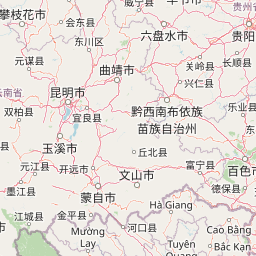 威宁县
毕节市
攀枝花市
会东县
六盘水市
贵州省
贵阳
元谋县
东川区
关岭县
曲靖市
兴仁县
云南省
昆明市
黔西南布依族
苗族自治州
乐业县
双柏县
宜良县
玉溪市
丘北县
元江县
开远市
富宁县
百色市
墨江县
文山市
德保县
蒙自市
江城县
金平县
河口县
Hà Giang
Cao Bằng
Mường
Lay
Tuyên
Quang
Bắc Kạn